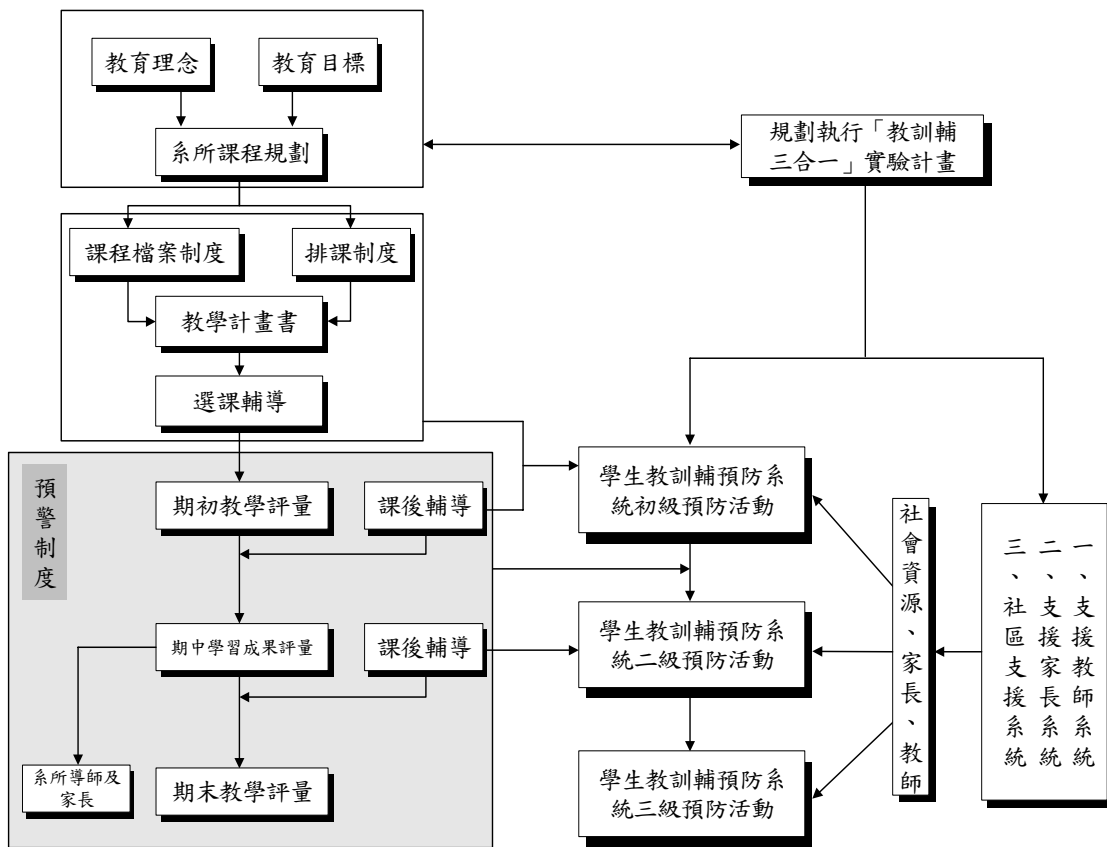 教育理念
教育目標
系所課程規劃
規劃執行「教訓輔
三合一」實驗計畫
課程檔案制度
排課制度
教學計畫書
選課輔導
預警制度
期初教學評量
課後輔導
學生教訓輔預防系
統初級預防活動
期中學習成果評量
課後輔導
學生教訓輔預防系
統二級預防活動
系所導師及
家長
期末教學評量
學生教訓輔預防系
統三級預防活動
社會資源、家長、教師
一、支援教師系統
二、支援家長系統
三、社區支援系統